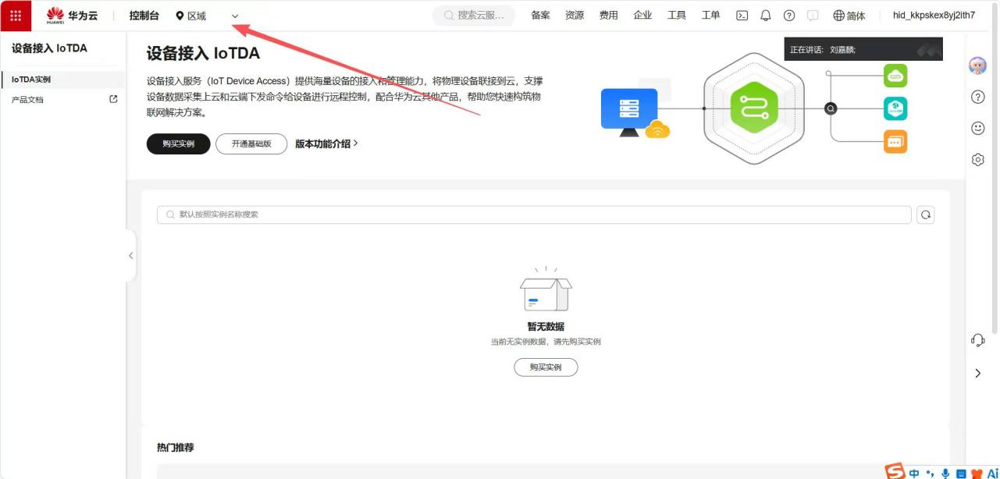 HUAWEI
华为云
控制台
区域
搜索云服...
备案
资源
费用
企业
工具
工单
简体
hid_kkpskex8yj2ith7
设备接入 IoTDA
IoTDA实例
产品文档
设备接入 IoTDA
设备接入服务（IoT Device Access）提供海量设备的接入和管理能力，将物理设备联接到云，支撑
设备数据采集上云和云端下发命令给设备进行远程控制，配合华为云其他产品，帮助您快速构筑物
联网解决方案。
购买实例
开通基础版
版本功能介绍
正在讲话: 刘嘉麟;
默认按照实例名称搜索
暂无数据
当前无实例数据，请先购买实例
购买实例
热门推荐
S 中 Ai